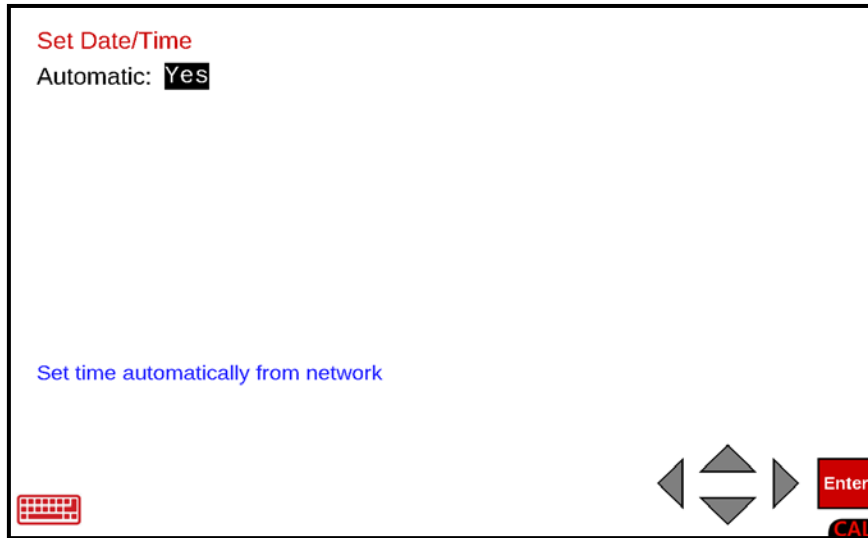 Set Date/Time
Automatic: Yes
Set time automatically from network
Enter